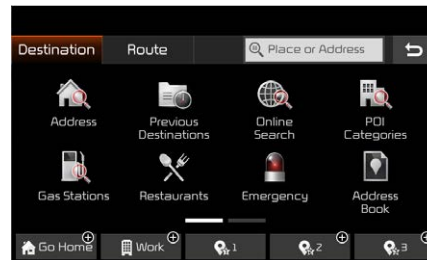 Destination Route Place or Address
Address Previous Destinations Online Search POI Categories
Gas Stations Restaurants Emergency Address Book
Go Home Work 1 2 3